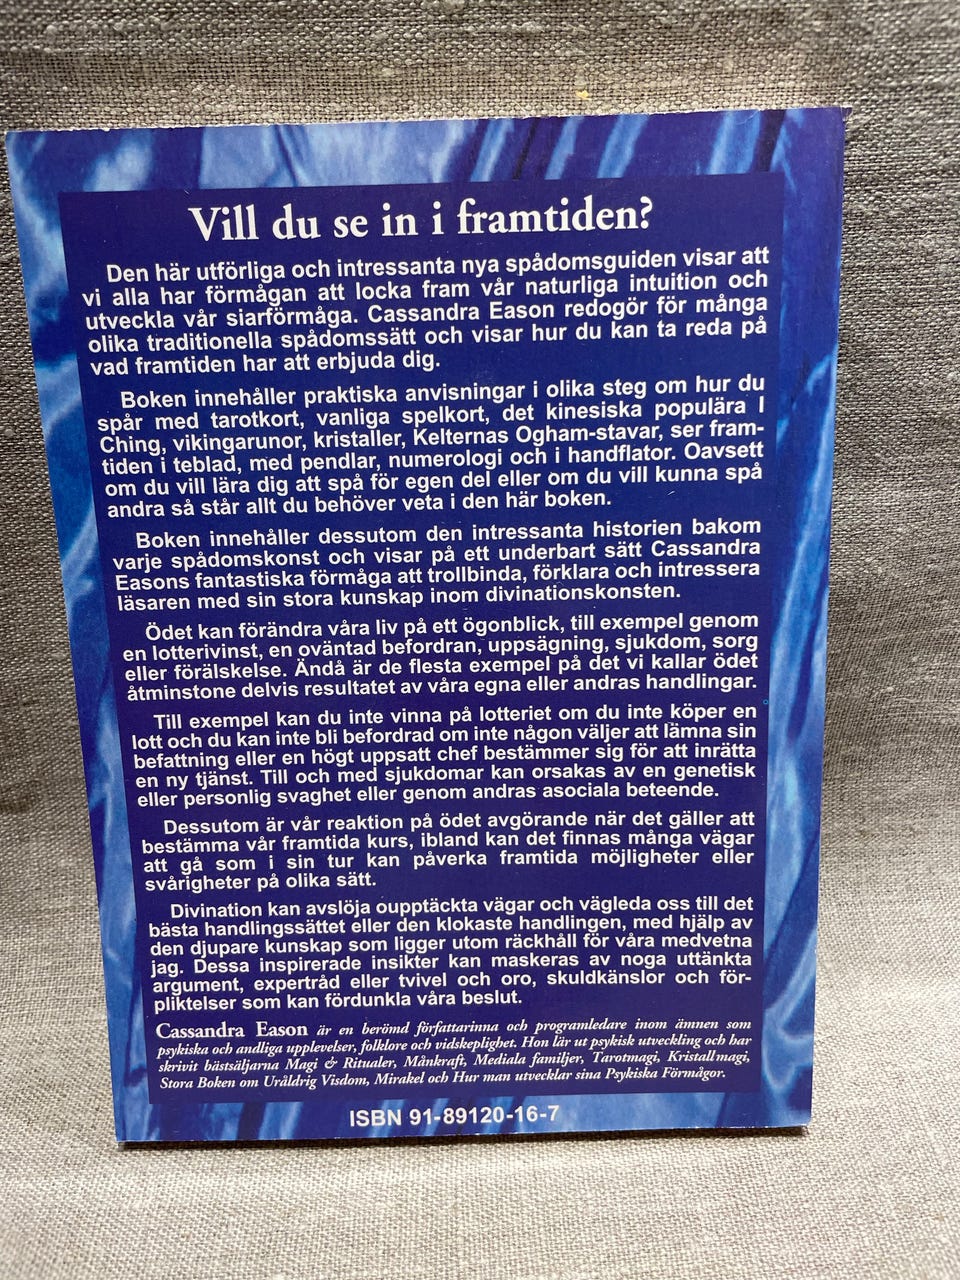 Vill du se in i framtiden?
Den här utförliga och intressanta nya spådomsguiden visar att
vi alla har förmågan att locka fram vår naturliga intuition och
utveckla vår siarförmåga. Cassandra Eason redogör för många
olika traditionella spådomssätt och visar hur du kan ta reda på
vad framtiden har att erbjuda dig.
Boken innehåller praktiska anvisningar i olika steg om hur du
spår med tarotkort, vanliga spelkort, det kinesiska populära I
Ching, vikingarunor, kristaller, Kelternas Ogham-stavar, ser fram-
tiden i teblad, med pendlar, numerologi och i handflator. Oavsett
om du vill lära dig att spå för egen del eller om du vill kunna spå
andra så står allt du behöver veta i den här boken.
Boken innehåller dessutom den intressanta historien bakom
varje spådomskonst och visar på ett underbart sätt Cassandra
Easons fantastiska förmåga att trollbinda, förklara och intressera
läsaren med sin stora kunskap inom divinationskonsten.
Ödet kan förändra våra liv på ett ögonblick, till exempel genom
en lotterivinst, en oväntad befordran, uppsägning, sjukdom, sorg
eller förälskelse. Ändå är de flesta exempel på det vi kallar ödet
åtminstone delvis resultatet av våra egna eller andras handlingar.
Till exempel kan du inte vinna på lotteriet om du inte köper en
lott och du kan inte bli befordrad om inte någon väljer att lämna sin
befattning eller en högt uppsatt chef bestämmer sig för att inrätta
en ny tjänst. Till och med sjukdomar kan orsakas av en genetisk
eller personlig svaghet eller genom andras asociala beteende.
Dessutom är vår reaktion på ödet avgörande när det gäller att
bestämma vår framtida kurs, ibland kan det finnas många vägar
att gå som i sin tur kan påverka framtida möjligheter eller
svårigheter på olika sätt.
Divination kan avslöja oupptäckta vägar och vägleda oss till det
bästa handlingssättet eller den klokaste handlingen, med hjälp av
den djupare kunskap som ligger utom räckhåll för våra medvetna
jag. Dessa inspirerade insikter kan maskeras av noga uttänkta
argument, expertråd eller tvivel och oro, skuldkänslor och för-
pliktelser som kan fördunkla våra beslut.
Cassandra Eason är en berömd författarinna och programledare inom ämnen som
psykiska och andliga upplevelser, folklore och vidskeplighet. Hon lär ut psykisk utveckling och har
skrivit bästsäljarna Magi & Ritualer, Månkraft, Mediala familjer, Tarotmagi, Kristallmagi,
Stora Boken om Uråldrig Visdom, Mirakel och Hur man utvecklar sina Psykiska Förmågor.
ISBN 91-89120-16-7